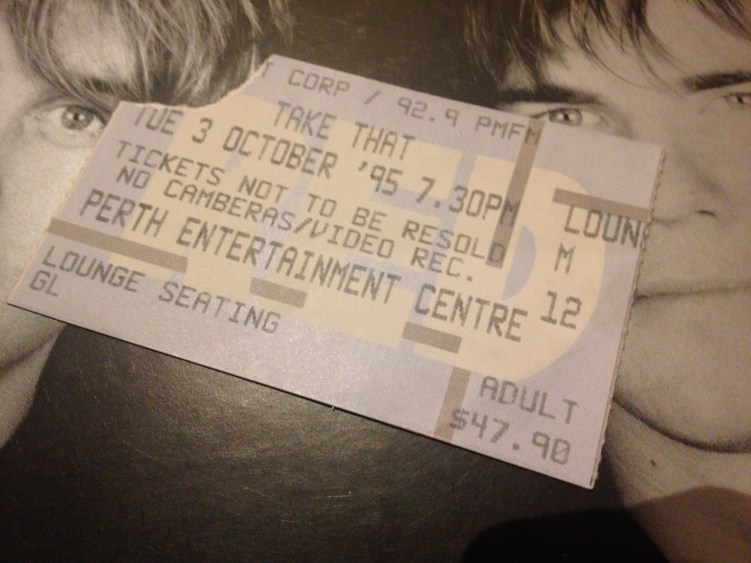 T CORP / 92.9 PMFM
TAKE THAT
TUE 3 OCTOBER '95 7.30PM
TICKETS NOT TO BE RESOLD
NO CAMBERAS/VIDEO REC.
PERTH ENTERTAINMENT CENTRE
LOUNGE SEATING
GL
LOUN
M
12
ADULT
$47.90